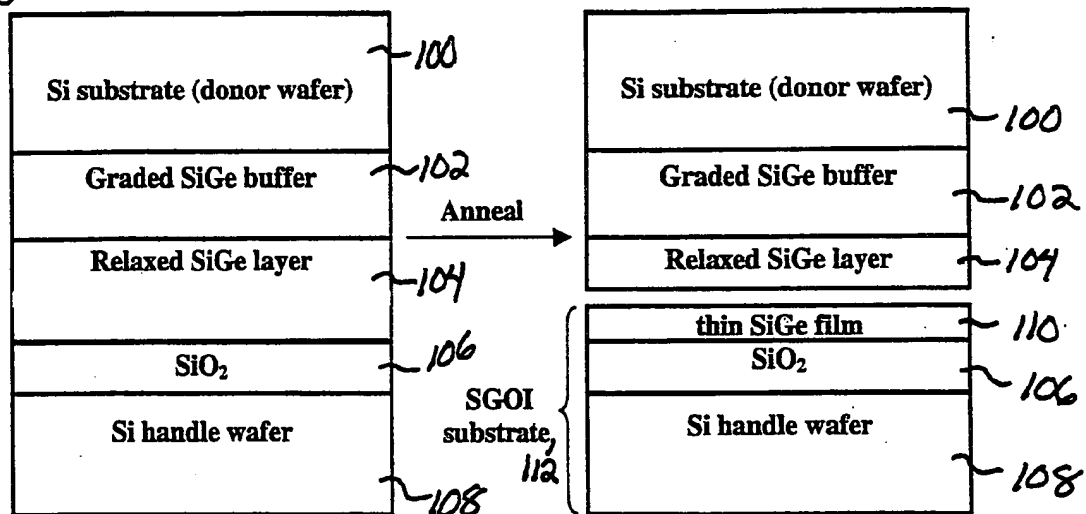 Si substrate (donor wafer)
100
Graded SiGe buffer
102
Relaxed SiGe layer
104
SiO2
106
Si handle wafer
108
Anneal
Si substrate (donor wafer)
100
Graded SiGe buffer
102
Relaxed SiGe layer
104
thin SiGe film
110
SiO2
106
SGOI
substrate,
112
Si handle wafer
108